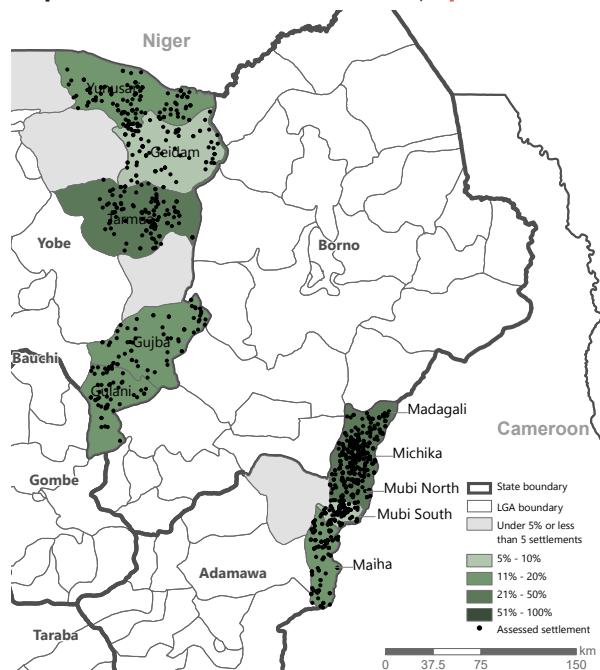 Niger
Yunusari
Geidam
Tarmua
Yobe
Borno
Gujba
Bauchi
Gulani
Madagali
Cameroon
Michika
Gombe
Mubi North
Mubi South
Maiha
Adamawa
Taraba
State boundary
LGA boundary
Under 5% or less
than 5 settlements
5% - 10%
11% - 20%
21% - 50%
51% - 100%
Assessed settlement
km
0 37.5 75 150